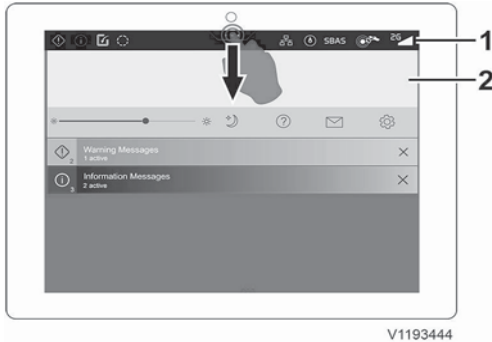 SBAS
2G
1
2
Warning Messages
2
1 active
Information Messages
3
2 active
V1193444